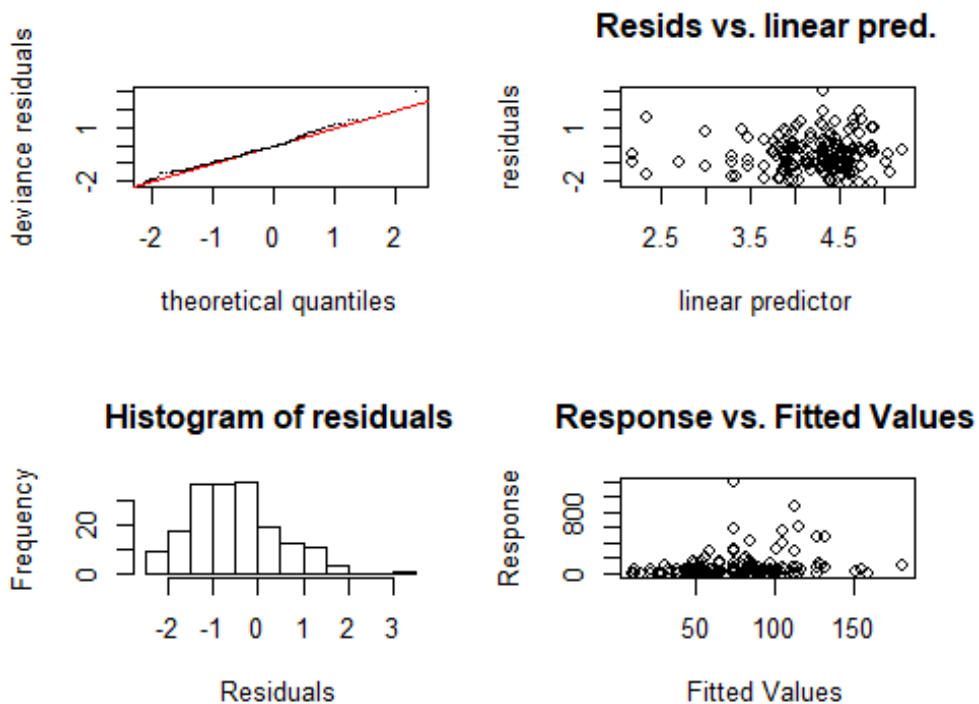 deviance residuals
1
-2
-2 -1 0 1 2
theoretical quantiles
Resids vs. linear pred.
residuals
1
-2
2.5 3.5 4.5
linear predictor
Histogram of residuals
Frequency
20
0
-2 -1 0 1 2 3
Residuals
Response vs. Fitted Values
Response
800
0
50 100 150
Fitted Values